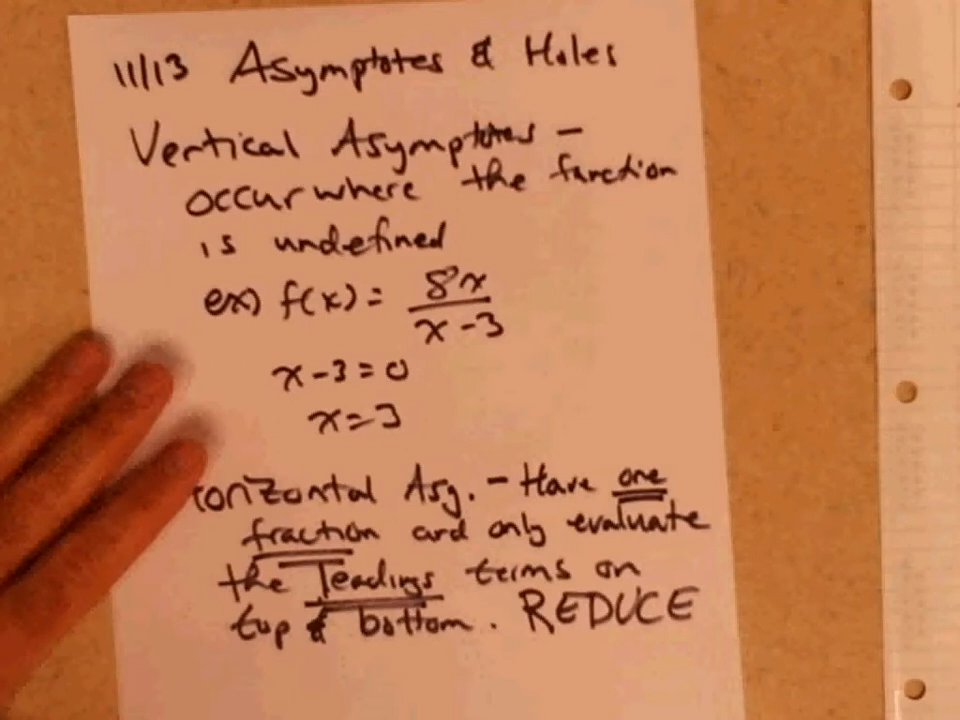 11/13 Asymptotes & Holes
Vertical Asymptotes -
occur where the function
is undefined
ex) f(x) = 8x / x-3
x-3=0
x=3
orizontal Asy. - Have one
fraction and only evaluate
the leadings terms on
top & bottom. REDUCE